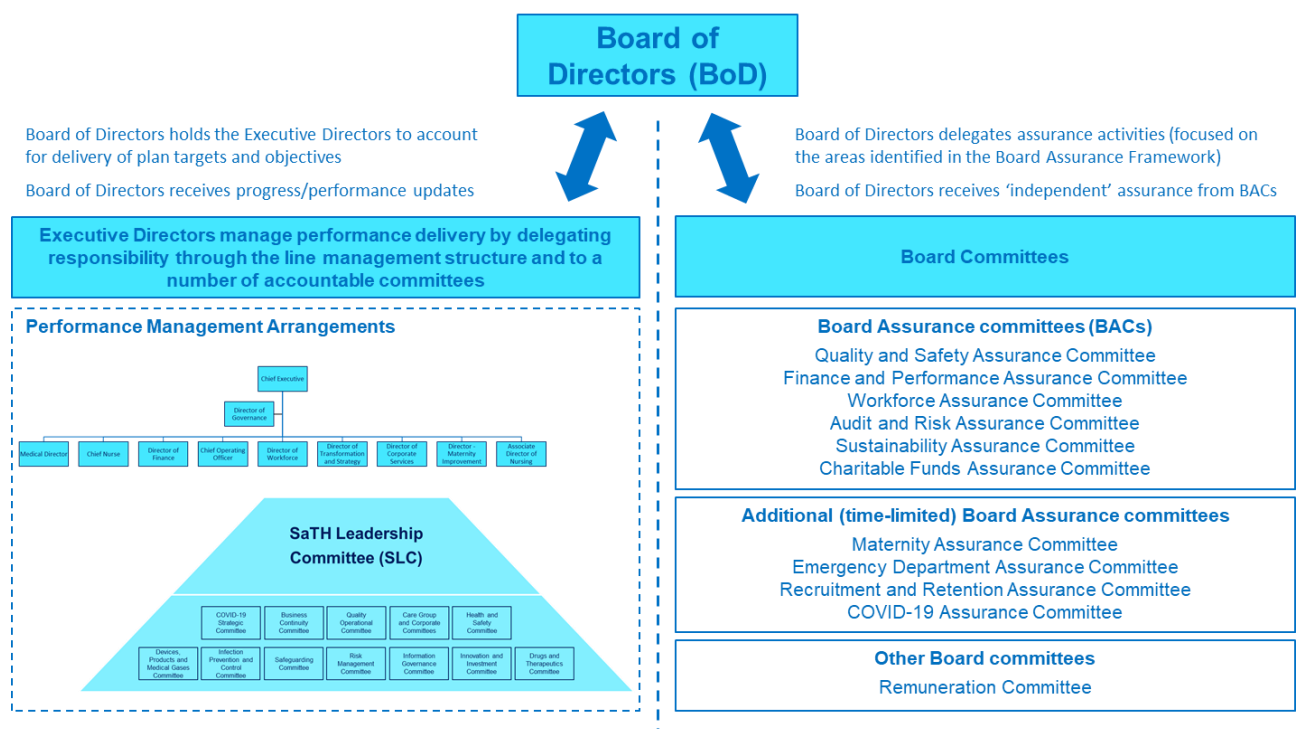 Board of
Directors (BoD)
Board of Directors holds the Executive Directors to account
for delivery of plan targets and objectives
Board of Directors receives progress/performance updates
Board of Directors delegates assurance activities (focused on
the areas identified in the Board Assurance Framework)
Board of Directors receives ‘independent’ assurance from BACs
Executive Directors manage performance delivery by delegating
responsibility through the line management structure and to a
number of accountable committees
Performance Management Arrangements
Chief Executive
Director of
Governance
Medical Director
Chief Nurse
Director of
Finance
Chief Operating
Officer
Director of
Workforce
Director of
Transformation
and Strategy
Director of
Corporate
Services
Director -
Maternity
Improvement
Associate
Director of
Nursing
SaTH Leadership
Committee (SLC)
COVID-19
Strategic
Committee
Business
Continuity
Committee
Quality
Operational
Committee
Care Group
and Corporate
Committees
Health and
Safety
Committee
Devices,
Products and
Medical Gases
Committee
Infection
Prevention and
Control
Committee
Safeguarding
Committee
Risk
Management
Committee
Information
Governance
Committee
Innovation and
Investment
Committee
Drugs and
Therapeutics
Committee
Board Committees
Board Assurance committees (BACs)
Quality and Safety Assurance Committee
Finance and Performance Assurance Committee
Workforce Assurance Committee
Audit and Risk Assurance Committee
Sustainability Assurance Committee
Charitable Funds Assurance Committee
Additional (time-limited) Board Assurance committees
Maternity Assurance Committee
Emergency Department Assurance Committee
Recruitment and Retention Assurance Committee
COVID-19 Assurance Committee
Other Board committees
Remuneration Committee